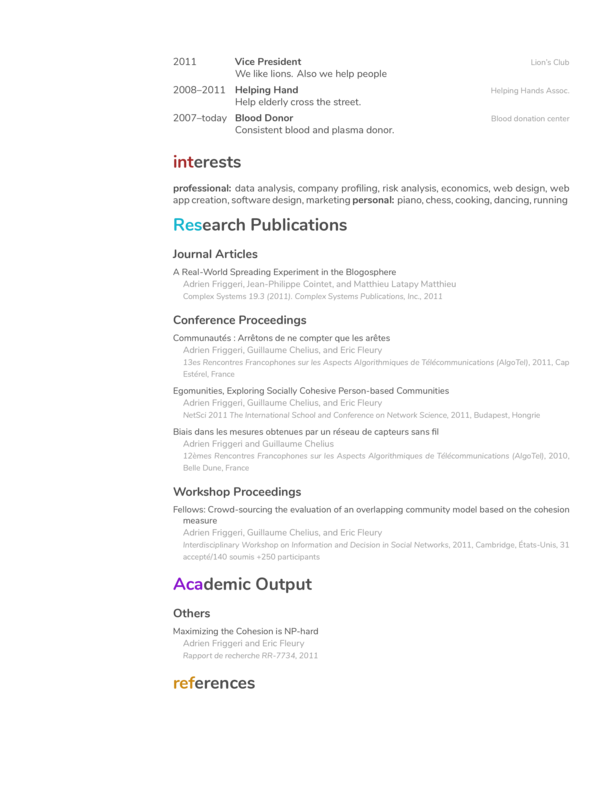 2011 Vice President Lion's Club
We like lions. Also we help people
2008–2011 Helping Hand Helping Hands Assoc.
Help elderly cross the street.
2007–today Blood Donor Blood donation center
Consistent blood and plasma donor.
interests
professional: data analysis, company profiling, risk analysis, economics, web design, web
app creation, software design, marketing personal: piano, chess, cooking, dancing, running
Research Publications
Journal Articles
A Real-World Spreading Experiment in the Blogosphere
Adrien Friggeri, Jean-Philippe Cointet, and Matthieu Latapy Matthieu
Complex Systems 19.3 (2011). Complex Systems Publications, Inc., 2011
Conference Proceedings
Communautés : Arrêtons de ne compter que les arêtes
Adrien Friggeri, Guillaume Chelius, and Eric Fleury
13es Rencontres Francophones sur les Aspects Algorithmiques de Télécommunications (AlgoTel), 2011, Cap
Estérel, France
Egomunities, Exploring Socially Cohesive Person-based Communities
Adrien Friggeri, Guillaume Chelius, and Eric Fleury
NetSci 2011 The International School and Conference on Network Science, 2011, Budapest, Hongrie
Biais dans les mesures obtenues par un réseau de capteurs sans fil
Adrien Friggeri and Guillaume Chelius
12èmes Rencontres Francophones sur les Aspects Algorithmiques de Télécommunications (AlgoTel), 2010,
Belle Dune, France
Workshop Proceedings
Fellows: Crowd-sourcing the evaluation of an overlapping community model based on the cohesion
measure
Adrien Friggeri, Guillaume Chelius, and Eric Fleury
Interdisciplinary Workshop on Information and Decision in Social Networks, 2011, Cambridge, États-Unis, 31
accepté/140 soumis +250 participants
Academic Output
Others
Maximizing the Cohesion is NP-hard
Adrien Friggeri and Eric Fleury
Rapport de recherche RR-7734, 2011
references